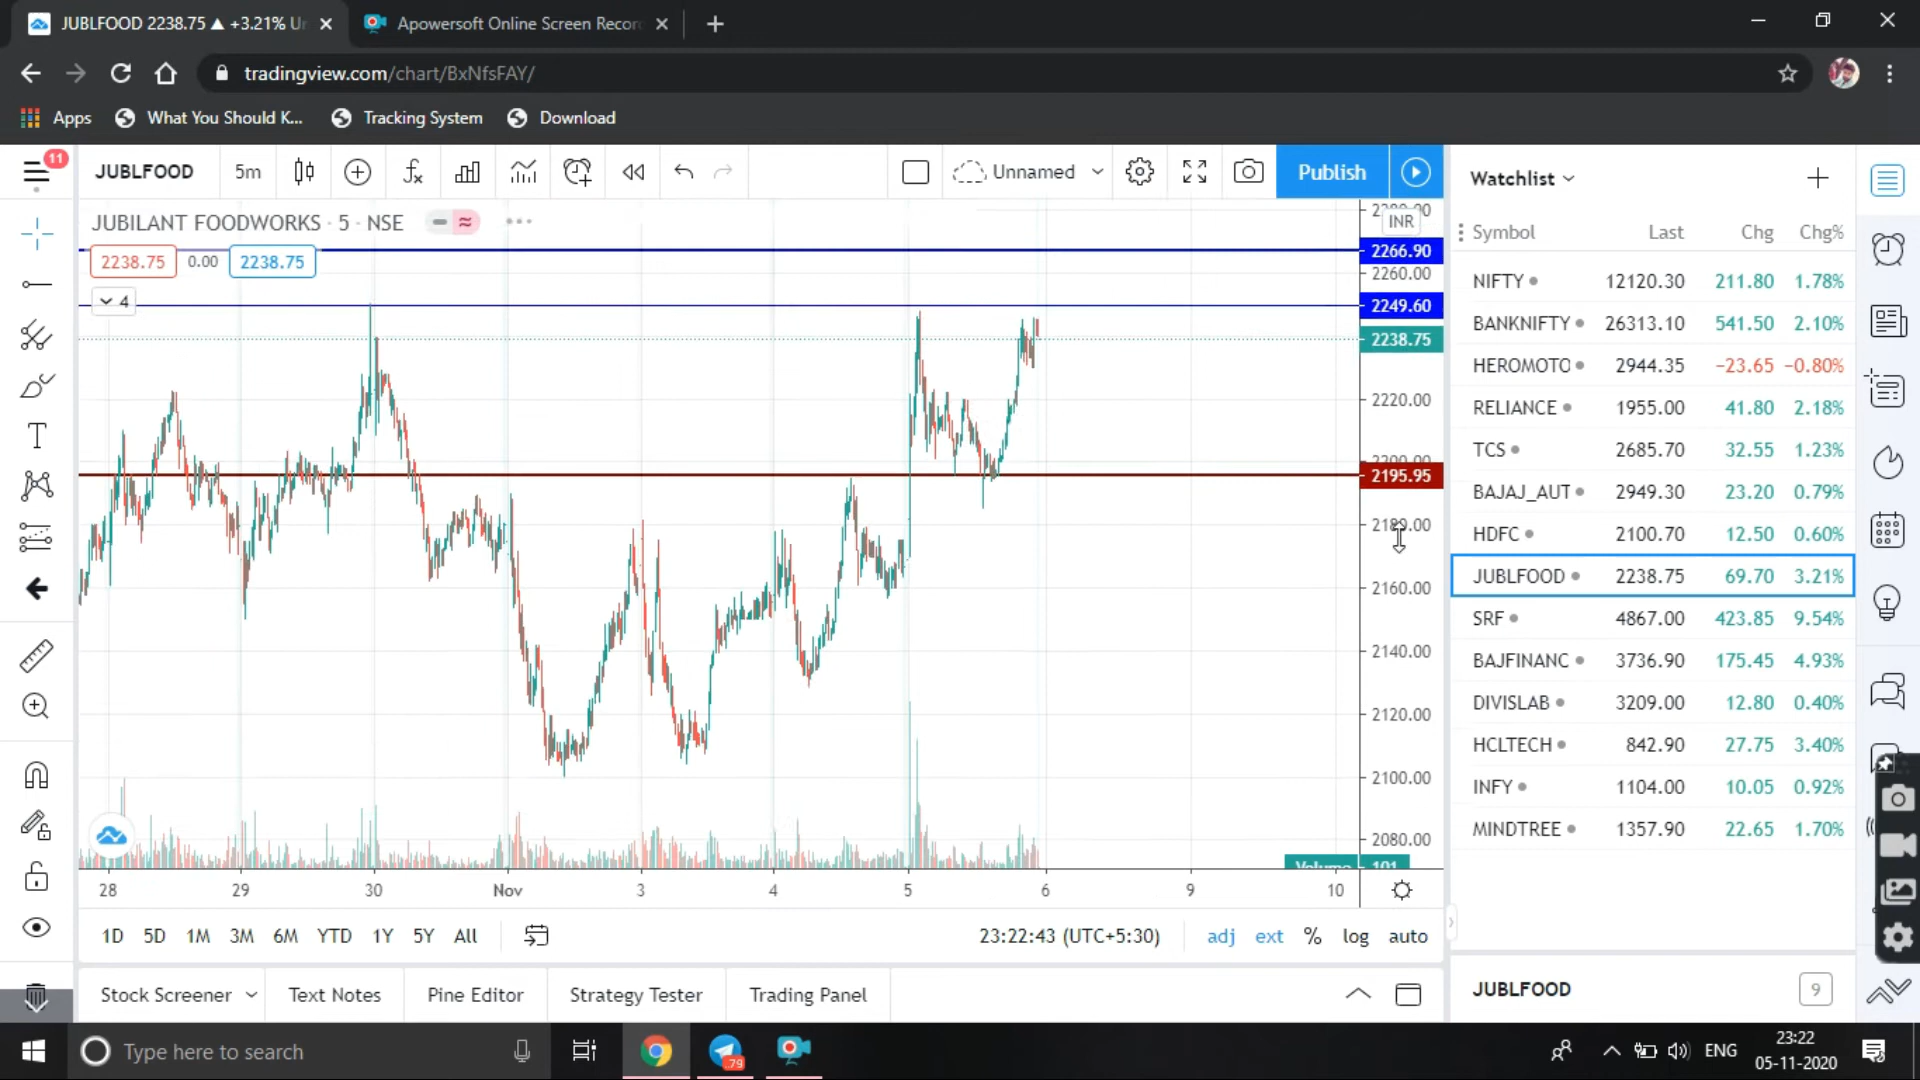 JUBLFOOD 2238.75 ▲ +3.21% Un
Apowersoft Online Screen Recor
tradingview.com/chart/BxNfsFAY/
Apps
What You Should K...
Tracking System
Download
11
JUBLFOOD
5m
Unnamed
Publish
JUBILANT FOODWORKS · 5 · NSE
2238.75
0.00
2238.75
4
INR
2266.90
2260.00
2249.60
2238.75
2220.00
2200.00
2195.95
2180.00
2160.00
2140.00
2120.00
2100.00
2080.00
Volume 101
28 29 30 Nov 3 4 5 6 9 10
1D 5D 1M 3M 6M YTD 1Y 5Y All
23:22:43 (UTC+5:30)
adj ext % log auto
Stock Screener
Text Notes
Pine Editor
Strategy Tester
Trading Panel
Watchlist
Symbol Last Chg Chg%
NIFTY 12120.30 211.80 1.78%
BANKNIFTY 26313.10 541.50 2.10%
HEROMOTO 2944.35 −23.65 −0.80%
RELIANCE 1955.00 41.80 2.18%
TCS 2685.70 32.55 1.23%
BAJAJ_AUT 2949.30 23.20 0.79%
HDFC 2100.70 12.50 0.60%
JUBLFOOD 2238.75 69.70 3.21%
SRF 4867.00 423.85 9.54%
BAJFINANC 3736.90 175.45 4.93%
DIVISLAB 3209.00 12.80 0.40%
HCLTECH 842.90 27.75 3.40%
INFY 1104.00 10.05 0.92%
MINDTREE 1357.90 22.65 1.70%
JUBLFOOD
9
Type here to search
79
ENG
23:22
05-11-2020